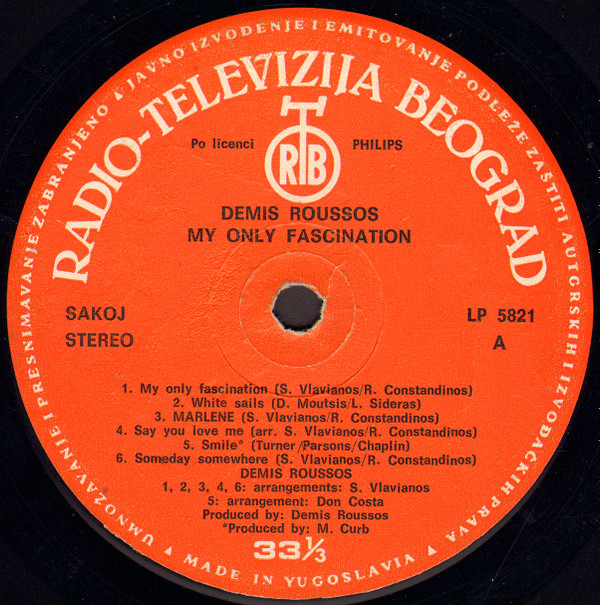 UMNOŽAVANJE I PRESNIMAVANJE ZABRANJENO ▲ JAVNO IZVOĐENJE I EMITOVANJE PODLEŽE ZAŠTITI AUTGRSKIH I IZVOĐAČKIH PRAVA ▲
RADIO-TELEVIZIJA BEOGRAD
Po licenci
RTB
PHILIPS
DEMIS ROUSSOS
MY ONLY FASCINATION
SAKOJ
STEREO
LP 5821
A
1. My only fascination (S. Vlavianos/R. Constandinos)
2. White sails (D. Moutsis/L. Sideras)
3. MARLENE (S. Vlavianos/R. Constandinos)
4. Say you love me (arr. S. Vlavianos/R. Constandinos)
5. Smile* (Turner/Parsons/Chaplin)
6. Someday somewhere (S. Vlavianos/R. Constandinos)
DEMIS ROUSSOS
1, 2, 3, 4, 6: arrangements: S. Vlavianos
5: arrangement: Don Costa
Produced by: Demis Roussos
*Produced by: M. Curb
33⅓
▲ MADE IN YUGOSLAVIA ▲